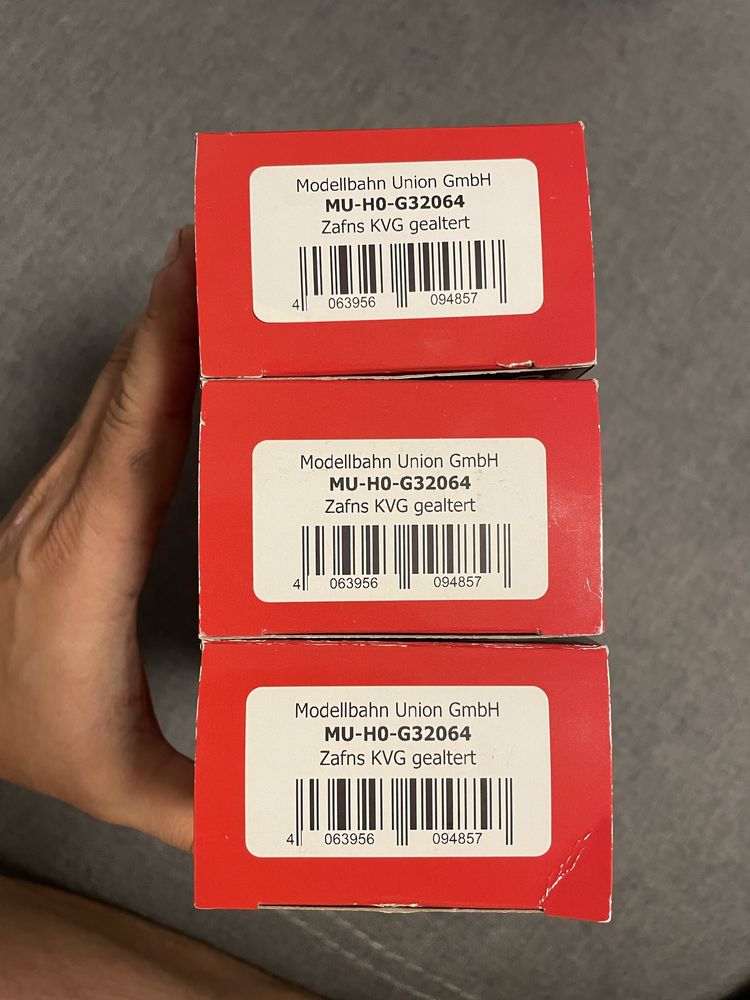 Modellbahn Union GmbH
MU-H0-G32064
Zafns KVG gealtert
4 063956 094857
Modellbahn Union GmbH
MU-H0-G32064
Zafns KVG gealtert
4 063956 094857
Modellbahn Union GmbH
MU-H0-G32064
Zafns KVG gealtert
4 063956 094857